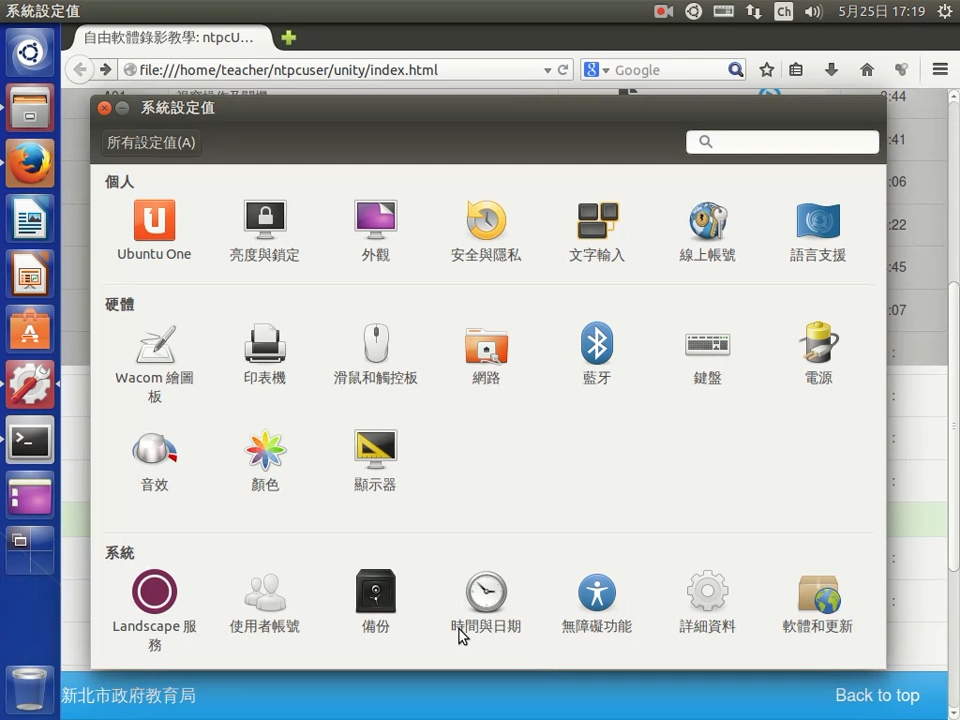 系統設定值
Ch
5月25日 17:19
自由軟體錄影教學: ntpcU...
file:///home/teacher/ntpcuser/unity/index.html
Google
系統設定值
所有設定值(A)
個人
Ubuntu One
亮度與鎖定
外觀
安全與隱私
文字輸入
線上帳號
語言支援
硬體
Wacom 繪圖
板
印表機
滑鼠和觸控板
網路
藍牙
鍵盤
電源
音效
顏色
顯示器
系統
Landscape 服
務
使用者帳號
備份
時間與日期
無障礙功能
詳細資料
軟體和更新
:44
:41
:06
:22
:45
:07
新北市政府教育局
Back to top